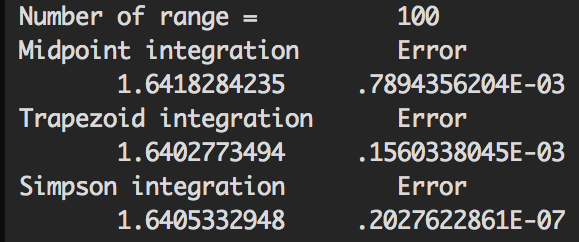 Number of range = 100
Midpoint integration Error
1.6418284235 .7894356204E-03
Trapezoid integration Error
1.6402773494 .1560338045E-03
Simpson integration Error
1.6405332948 .2027622861E-07